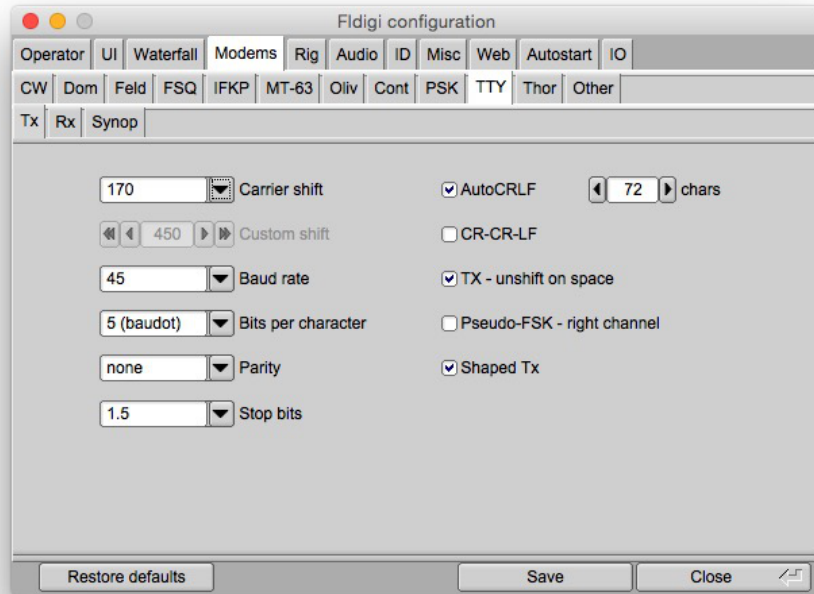 Fldigi configuration
Operator UI Waterfall Modems Rig Audio ID Misc Web Autostart IO
CW Dom Feld FSQ IFKP MT-63 Oliv Cont PSK TTY Thor Other
Tx Rx Synop
170 Carrier shift AutoCRLF 72 chars
450 Custom shift CR-CR-LF
45 Baud rate TX - unshift on space
5 (baudot) Bits per character Pseudo-FSK - right channel
none Parity Shaped Tx
1.5 Stop bits
Restore defaults Save Close